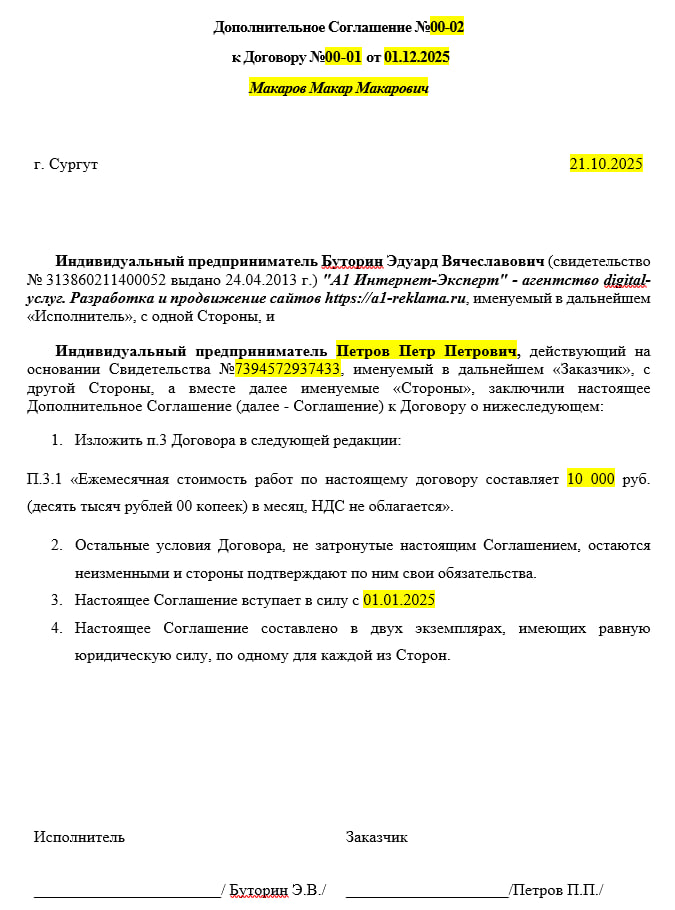 Дополнительное Соглашение №00-02
к Договору №00-01 от 01.12.2025
Макаров Макар Макарович
г. Сургут 21.10.2025
Индивидуальный предприниматель Буторин Эдуард Вячеславович (свидетельство
№ 313860211400052 выдано 24.04.2013 г.) "А1 Интернет-Эксперт" - агентство digital-
услуг. Разработка и продвижение сайтов https://a1-reklama.ru, именуемый в дальнейшем
«Исполнитель», с одной Стороны, и
Индивидуальный предприниматель Петров Петр Петрович, действующий на
основании Свидетельства №7394572937433, именуемый в дальнейшем «Заказчик», с
другой Стороны, а вместе далее именуемые «Стороны», заключили настоящее
Дополнительное Соглашение (далее - Соглашение) к Договору о нижеследующем:
1. Изложить п.3 Договора в следующей редакции:
П.3.1 «Ежемесячная стоимость работ по настоящему договору составляет 10 000 руб.
(десять тысяч рублей 00 копеек) в месяц, НДС не облагается».
2. Остальные условия Договора, не затронутые настоящим Соглашением, остаются
неизменными и стороны подтверждают по ним свои обязательства.
3. Настоящее Соглашение вступает в силу с 01.01.2025
4. Настоящее Соглашение составлено в двух экземплярах, имеющих равную
юридическую силу, по одному для каждой из Сторон.
Исполнитель Заказчик
________________________/ Буторин Э.В./ _____________________/Петров П.П./